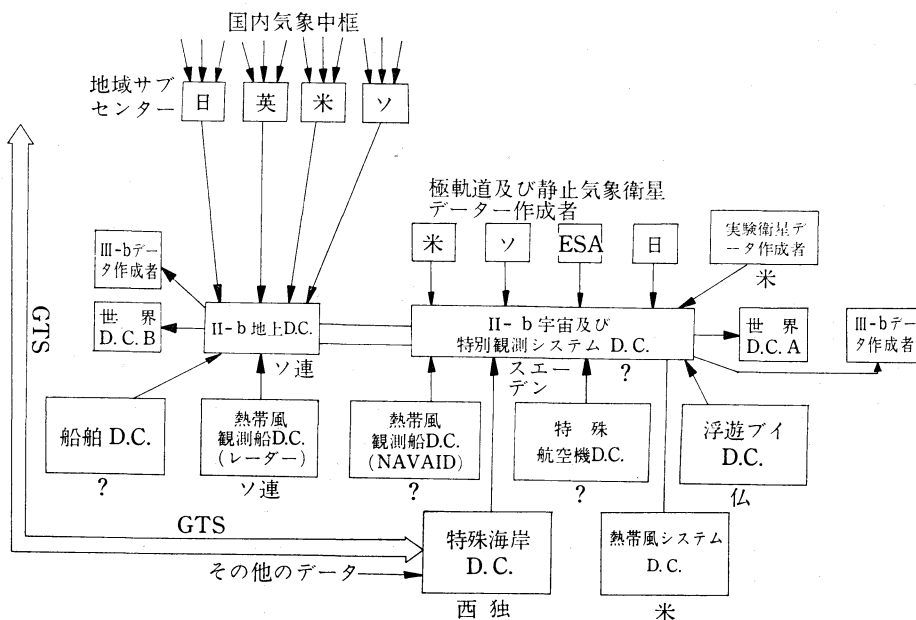 国内気象中枢
地域サブ
センター
日
英
米
ソ
極軌道及び静止気象衛星
データー作成者
米
ソ
ESA
日
実験衛星デ
ータ作成者
米
III-bデー
タ作成者
世界
D.C.B
II-b地上D.C.
ソ連
II-b宇宙及び
特別観測システム D.C.
スエー
デン
?
世界
D.C.A
III-bデー
タ作成者
GTS
船舶 D.C.
?
熱帯風
観測船D.C.
(レーダー)
ソ連
熱帯風
観測船D.C.
(NAVAID)
?
特殊
航空機D.C.
?
浮遊ブイ
D.C.
仏
GTS
その他のデータ
特殊海岸
D.C.
西独
熱帯風システム
D.C.
米